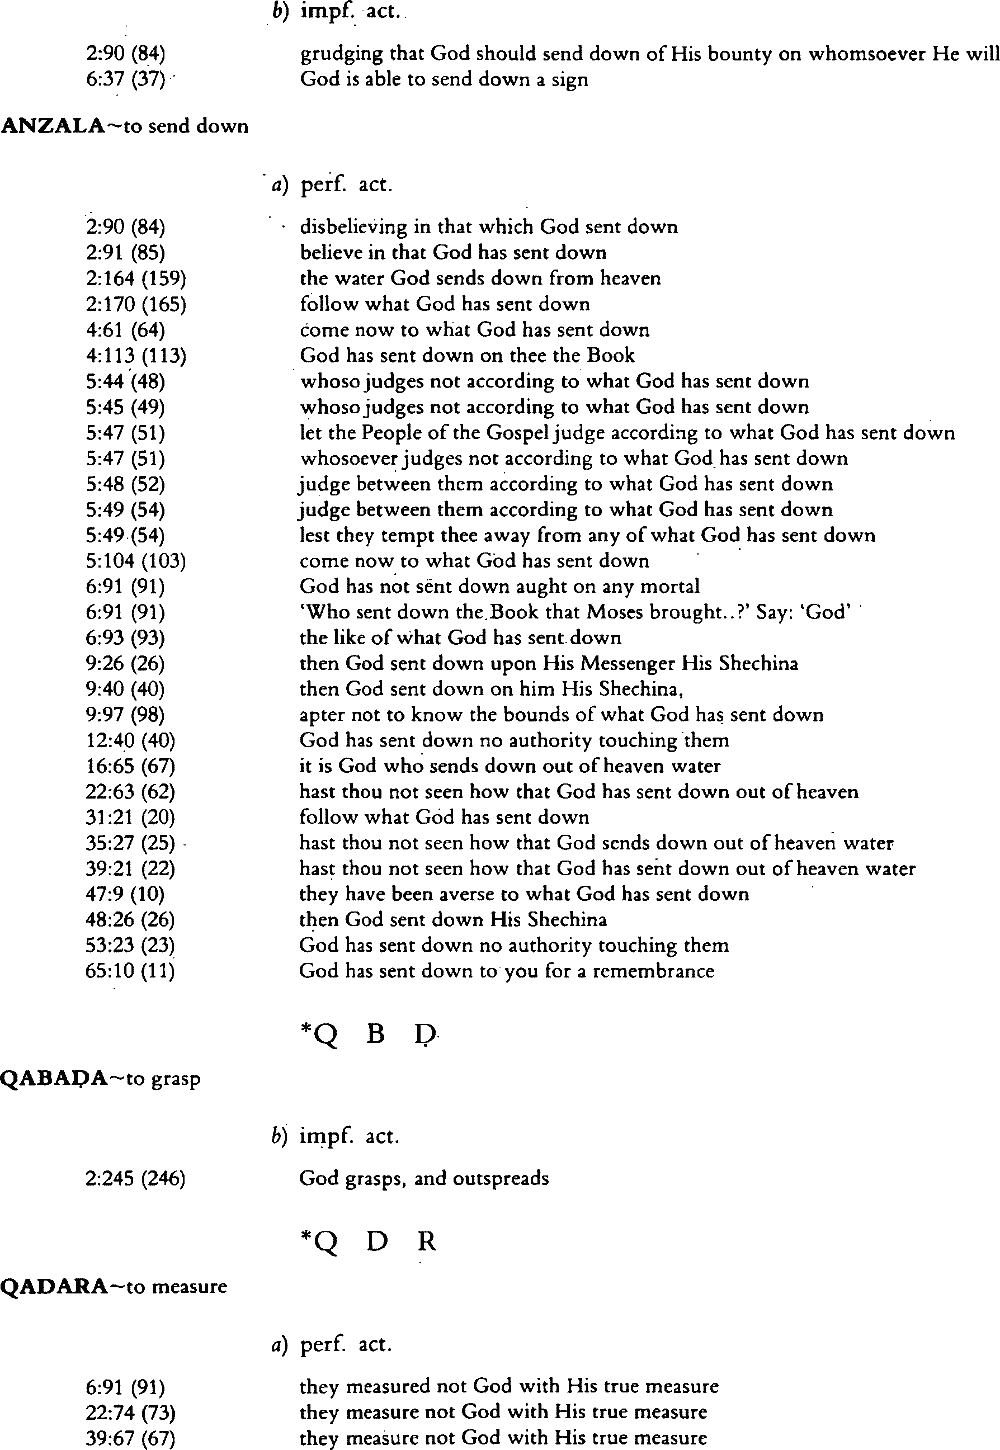 b) impf. act.
2:90 (84) grudging that God should send down of His bounty on whomsoever He will
6:37 (37) God is able to send down a sign
ANZALA~to send down
a) perf. act.
2:90 (84) disbelieving in that which God sent down
2:91 (85) believe in that God has sent down
2:164 (159) the water God sends down from heaven
2:170 (165) follow what God has sent down
4:61 (64) come now to what God has sent down
4:113 (113) God has sent down on thee the Book
5:44 (48) whoso judges not according to what God has sent down
5:45 (49) whoso judges not according to what God has sent down
5:47 (51) let the People of the Gospel judge according to what God has sent down
5:47 (51) whosoever judges not according to what God has sent down
5:48 (52) judge between them according to what God has sent down
5:49 (54) judge between them according to what God has sent down
5:49 (54) lest they tempt thee away from any of what God has sent down
5:104 (103) come now to what God has sent down
6:91 (91) God has not sent down aught on any mortal
6:91 (91) ‘Who sent down the Book that Moses brought..?’ Say: ‘God’
6:93 (93) the like of what God has sent down
9:26 (26) then God sent down upon His Messenger His Shechina
9:40 (40) then God sent down on him His Shechina,
9:97 (98) apter not to know the bounds of what God has sent down
12:40 (40) God has sent down no authority touching them
16:65 (67) it is God who sends down out of heaven water
22:63 (62) hast thou not seen how that God has sent down out of heaven
31:21 (20) follow what God has sent down
35:27 (25) hast thou not seen how that God sends down out of heaven water
39:21 (22) hast thou not seen how that God has sent down out of heaven water
47:9 (10) they have been averse to what God has sent down
48:26 (26) then God sent down His Shechina
53:23 (23) God has sent down no authority touching them
65:10 (11) God has sent down to you for a remembrance
*Q B Ḍ
QABAḌA~to grasp
b) impf. act.
2:245 (246) God grasps, and outspreads
*Q D R
QADARA~to measure
a) perf. act.
6:91 (91) they measured not God with His true measure
22:74 (73) they measure not God with His true measure
39:67 (67) they measure not God with His true measure